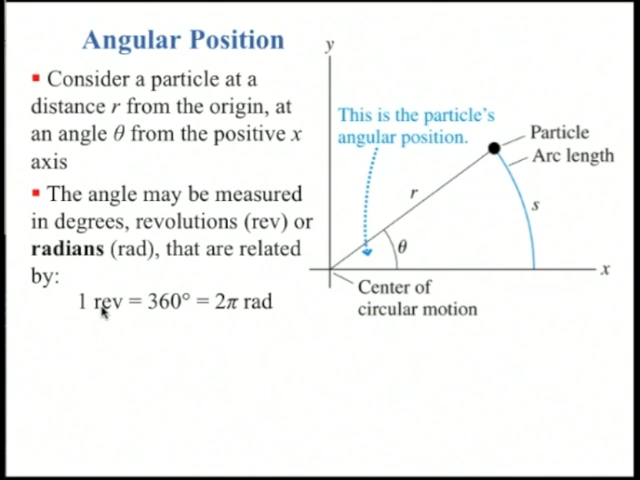 Angular Position
▪ Consider a particle at a
distance r from the origin, at
an angle θ from the positive x
axis
▪ The angle may be measured
in degrees, revolutions (rev) or
radians (rad), that are related
by:
1 rev = 360° = 2π rad
y
This is the particle's
angular position.
Particle
Arc length
r
s
θ
x
Center of
circular motion